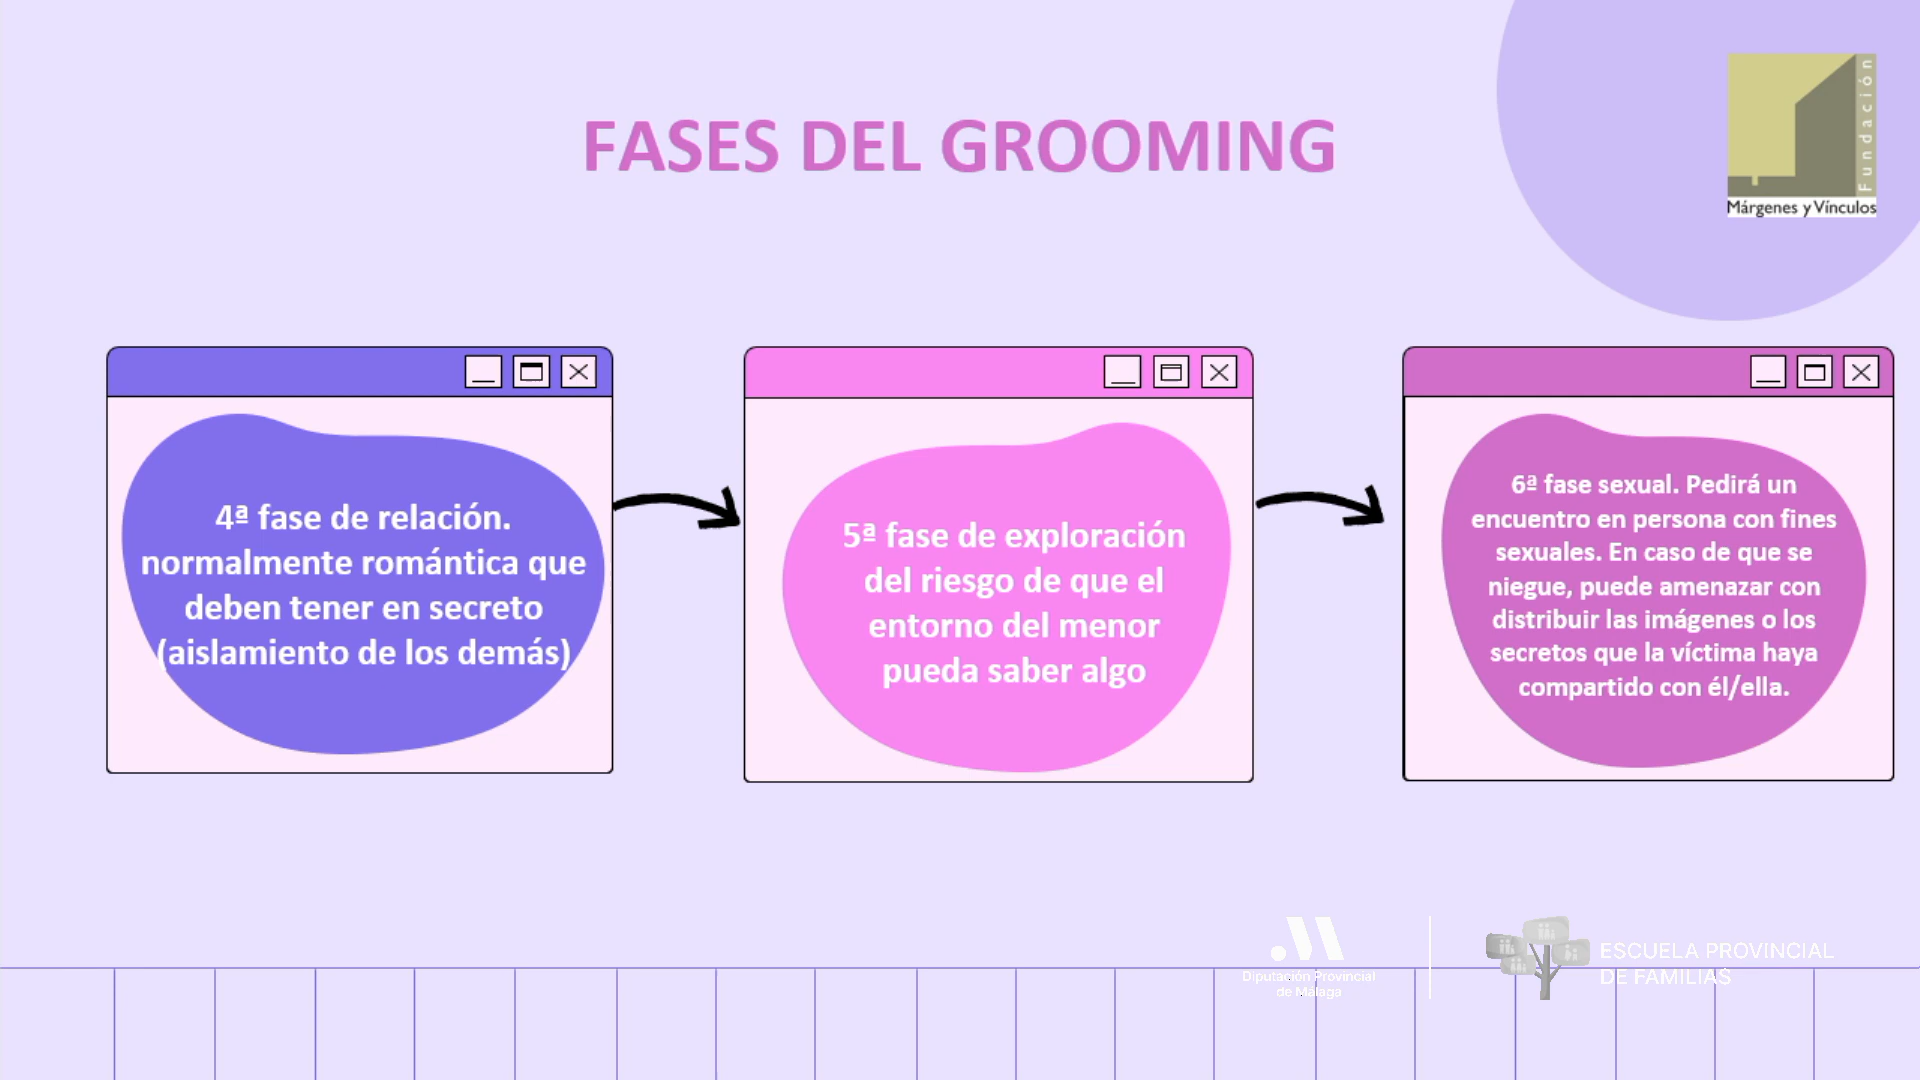 FASES DEL GROOMING
Fundación
Márgenes y Vínculos
4ª fase de relación.
normalmente romántica que
deben tener en secreto
(aislamiento de los demás)
5ª fase de exploración
del riesgo de que el
entorno del menor
pueda saber algo
6ª fase sexual. Pedirá un
encuentro en persona con fines
sexuales. En caso de que se
niegue, puede amenazar con
distribuir las imágenes o los
secretos que la víctima haya
compartido con él/ella.
Diputación Provincial
de Málaga
ESCUELA PROVINCIAL
DE FAMILIAS